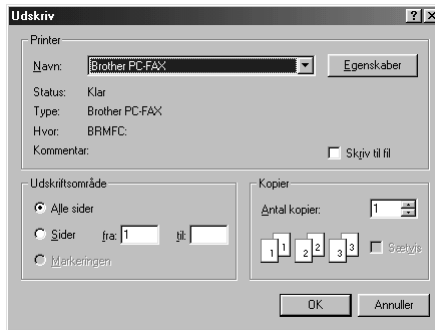 Udskriv
Printer
Navn: Brother PC-FAX Egenskaber
Status: Klar
Type: Brother PC-FAX
Hvor: BRMFC:
Kommentar: Skriv til fil
Udskriftsområde
Alle sider
Sider fra: 1 til:
Markeringen
Kopier
Antal kopier: 1
1 1 2 2 3 3 Sætvis
OK Annuller